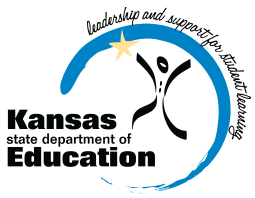 leadership and support for student learning
Kansas
state department of
Education